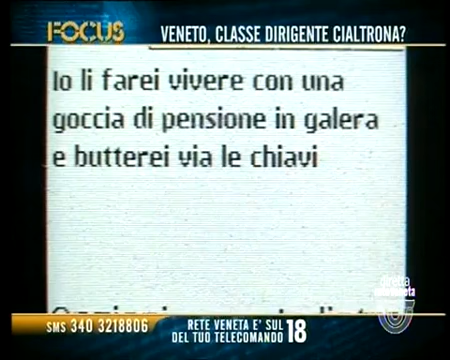 FOCUS
VENETO, CLASSE DIRIGENTE CIALTRONA?
Io li farei vivere con una
goccia di pensione in galera
e butterei via le chiavi
diretta
SMS 340 3218806
RETE VENETA E' SUL
DEL TUO TELECOMANDO 18